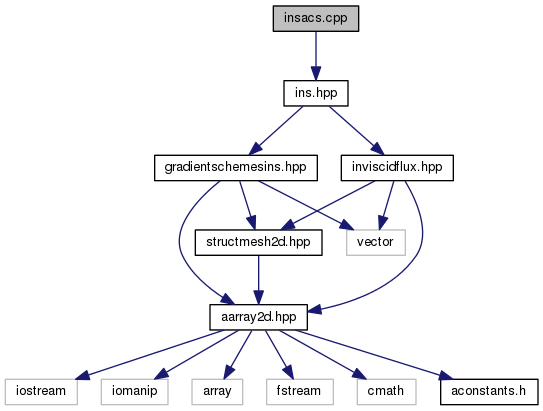 insacs.cpp
ins.hpp
gradientschemesins.hpp
inviscidflux.hpp
structmesh2d.hpp
vector
aarray2d.hpp
iostream
iomanip
array
fstream
cmath
aconstants.h